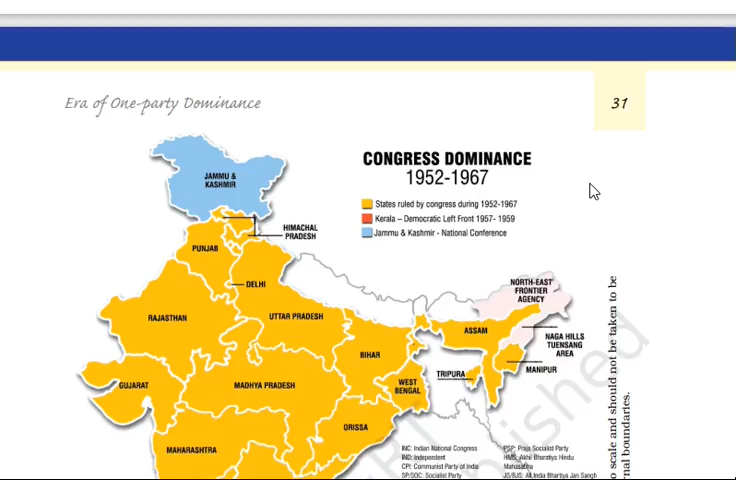 Era of One-party Dominance
31
CONGRESS DOMINANCE
1952-1967
States ruled by congress during 1952-1967
Kerala – Democratic Left Front 1957- 1959
Jammu & Kashmir - National Conference
JAMMU &
KASHMIR
HIMACHAL
PRADESH
PUNJAB
DELHI
RAJASTHAN
UTTAR PRADESH
NORTH-EAST
FRONTIER
AGENCY
ASSAM
NAGA HILLS
TUENSANG
AREA
BIHAR
MANIPUR
TRIPURA
GUJARAT
MADHYA PRADESH
WEST
BENGAL
ORISSA
MAHARASHTRA
INC: Indian National Congress
IND: Independent
CPI: Communist Party of India
SP/SOC: Socialist Party
PSP: Praja Socialist Party
HMS: Akhil Bharatiya Hindu
Mahasabha
JS/BJS: All India Bhartiya Jan Sangh
o scale and should not be taken to be
rnal boundaries.
blished